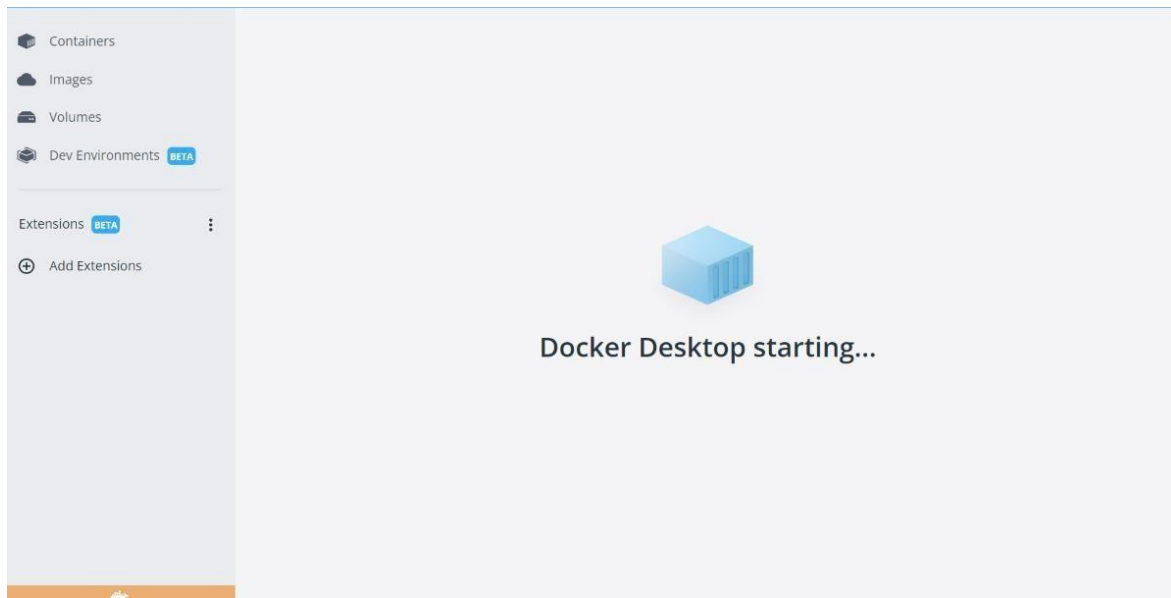 Containers
Images
Volumes
Dev Environments BETA
Extensions BETA
Add Extensions
Docker Desktop starting...